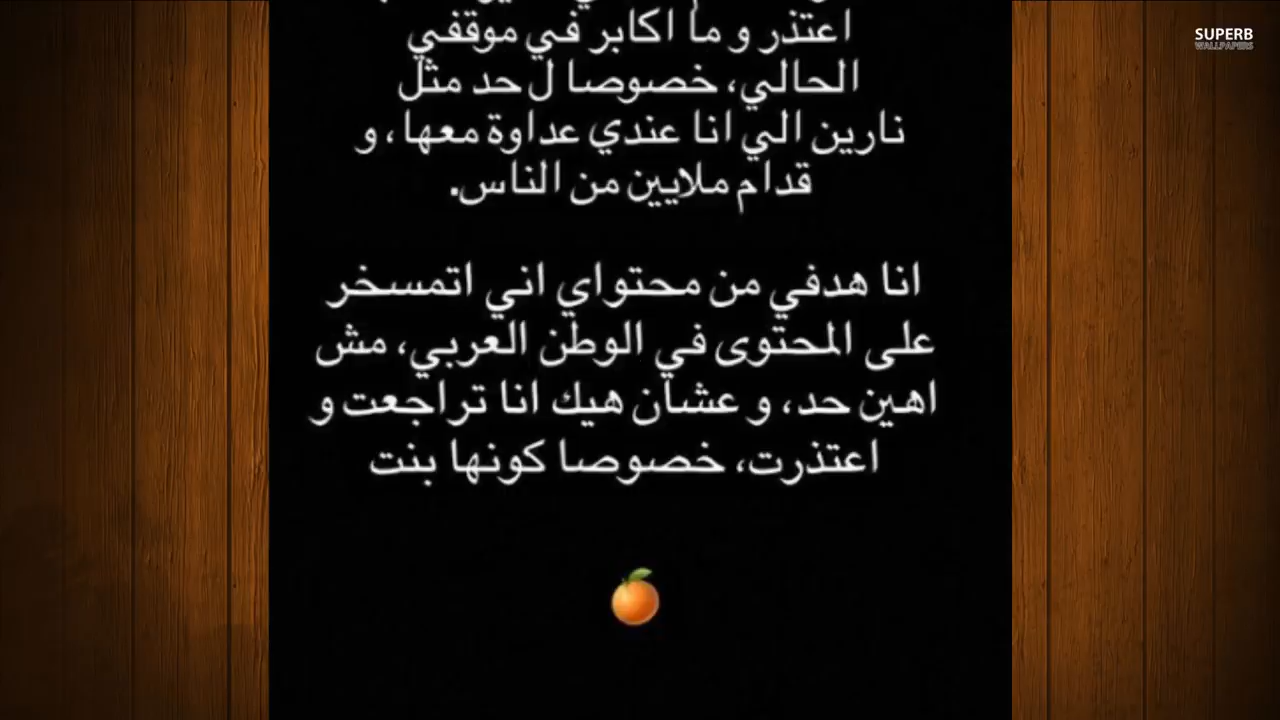 اعتذر و ما اكابر في موقفي
الحالي، خصوصا ل حد مثل
نارين الي انا عندي عداوة معها، و
قدام ملايين من الناس.
انا هدفي من محتواي اني اتمسخر
على المحتوى في الوطن العربي، مش
اهين حد، و عشان هيك انا تراجعت و
اعتذرت، خصوصا كونها بنت
SUPERB
WALLPAPERS